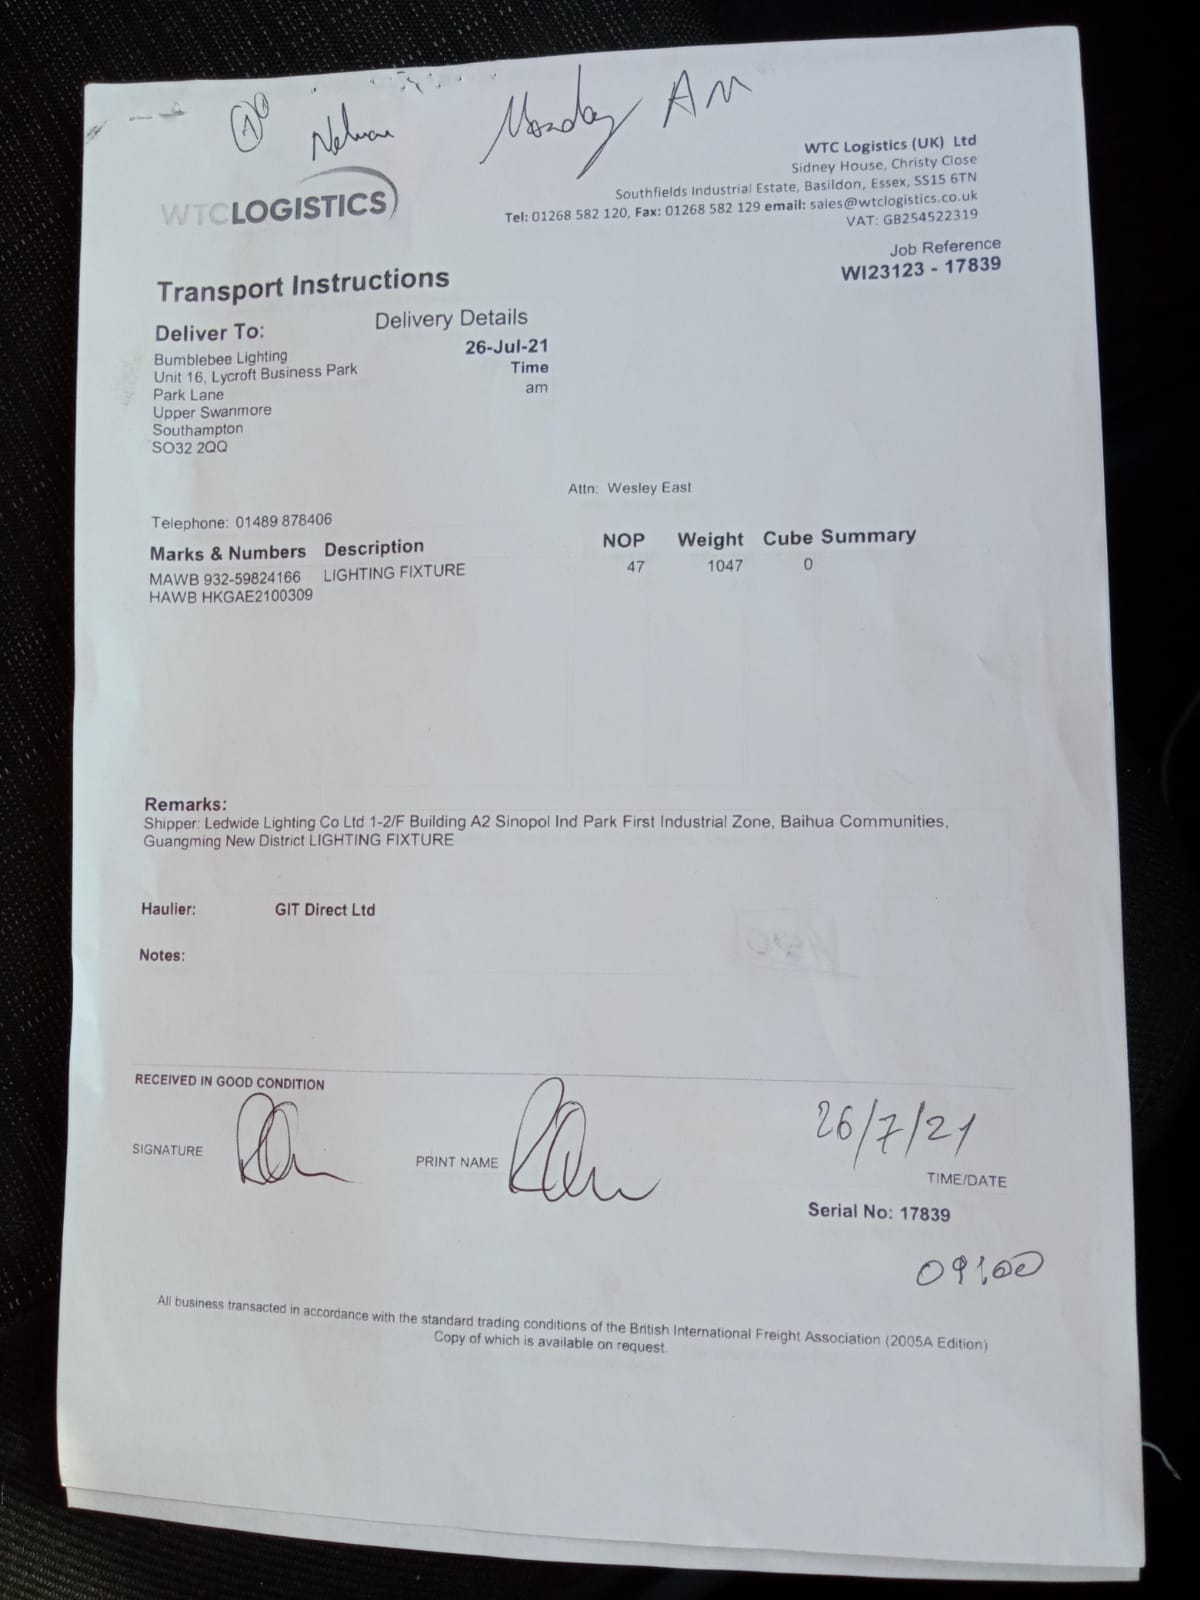 Monday AM
WTCLOGISTICS
WTC Logistics (UK) Ltd
Sidney House, Christy Close
Southfields Industrial Estate, Basildon, Essex, SS15 6TN
Tel: 01268 582 120, Fax: 01268 582 129 email: sales@wtclogistics.co.uk
VAT: GB254522319
Job Reference
WI23123 - 17839
Transport Instructions
Deliver To:
Bumblebee Lighting
Unit 16, Lycroft Business Park
Park Lane
Upper Swanmore
Southampton
SO32 2QQ
Delivery Details
26-Jul-21
Time
am
Attn: Wesley East
Telephone: 01489 878406
Marks & Numbers Description NOP Weight Cube Summary
MAWB 932-59824166 LIGHTING FIXTURE 47 1047 0
HAWB HKGAE2100309
Remarks:
Shipper: Ledwide Lighting Co Ltd 1-2/F Building A2 Sinopol Ind Park First Industrial Zone, Baihua Communities,
Guangming New District LIGHTING FIXTURE
Haulier: GIT Direct Ltd
Notes:
RECEIVED IN GOOD CONDITION
SIGNATURE
PRINT NAME
26/7/21
TIME/DATE
Serial No: 17839
09:00
All business transacted in accordance with the standard trading conditions of the British International Freight Association (2005A Edition)
Copy of which is available on request.